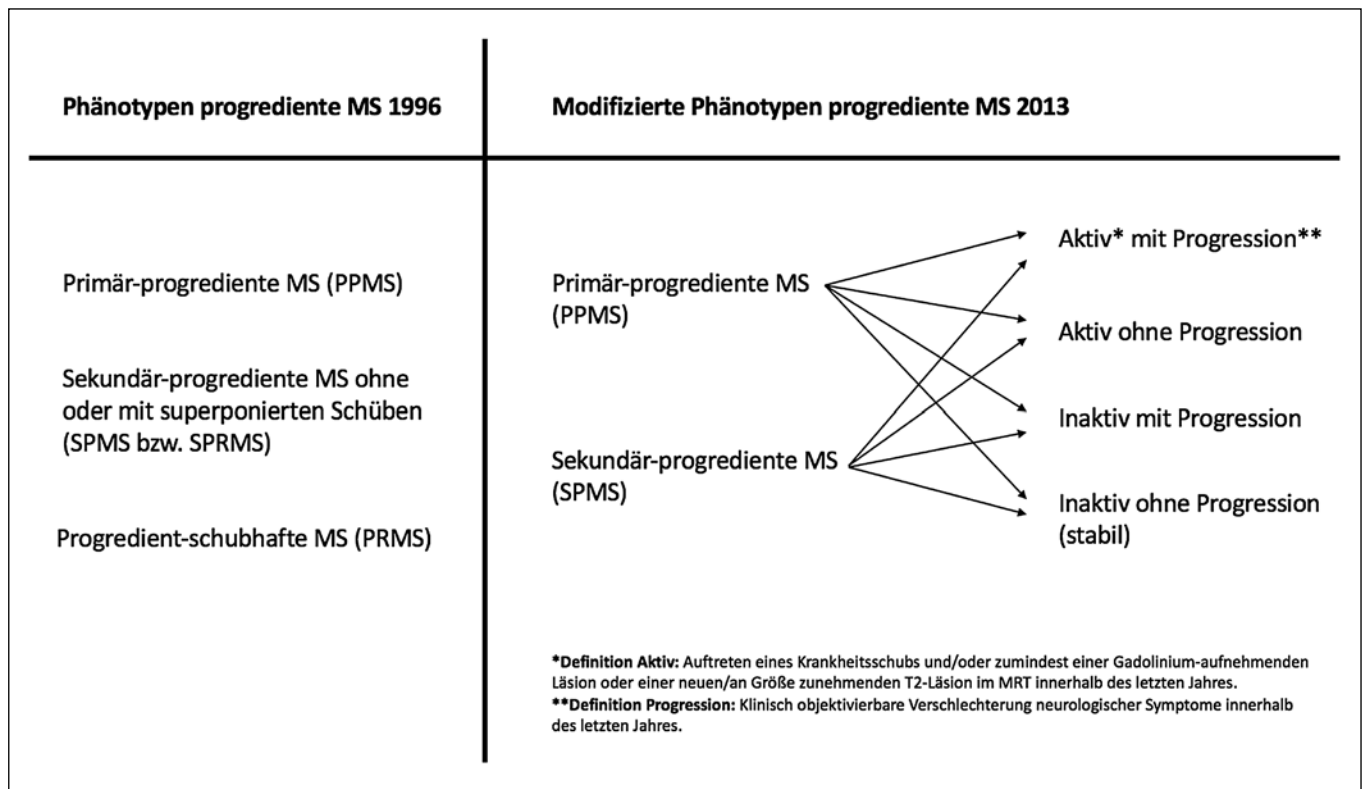 Phänotypen progrediente MS 1996
Primär-progrediente MS (PPMS)
Sekundär-progrediente MS ohne
oder mit superponierten Schüben
(SPMS bzw. SPRMS)
Progredient-schubhafte MS (PRMS)
Modifizierte Phänotypen progrediente MS 2013
Primär-progrediente MS
(PPMS)
Sekundär-progrediente MS
(SPMS)
Aktiv* mit Progression**
Aktiv ohne Progression
Inaktiv mit Progression
Inaktiv ohne Progression
(stabil)
*Definition Aktiv: Auftreten eines Krankheitsschubs und/oder zumindest einer Gadolinium-aufnehmenden
Läsion oder einer neuen/an Größe zunehmenden T2-Läsion im MRT innerhalb des letzten Jahres.
**Definition Progression: Klinisch objektivierbare Verschlechterung neurologischer Symptome innerhalb
des letzten Jahres.